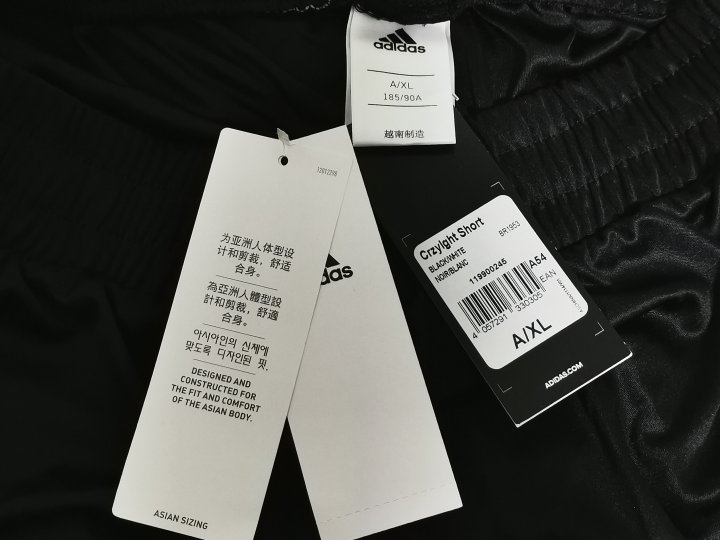 adidas
A/XL
185/90A
越南制造
12012298
为亚洲人体型设
计和剪裁，舒适
合身。
為亞洲人體型設
計和剪裁，舒適
合身。
아시아인의 신체에
맞도록 디자인된 핏.
DESIGNED AND
CONSTRUCTED FOR
THE FIT AND COMFORT
OF THE ASIAN BODY.
ASIAN SIZING
das
Crzylght Short
BR1953
BLACK/WHITE
NOIR/BLANC
119900245
A54
EAN
4 057291 330305
A/XL
ADIDAS.COM